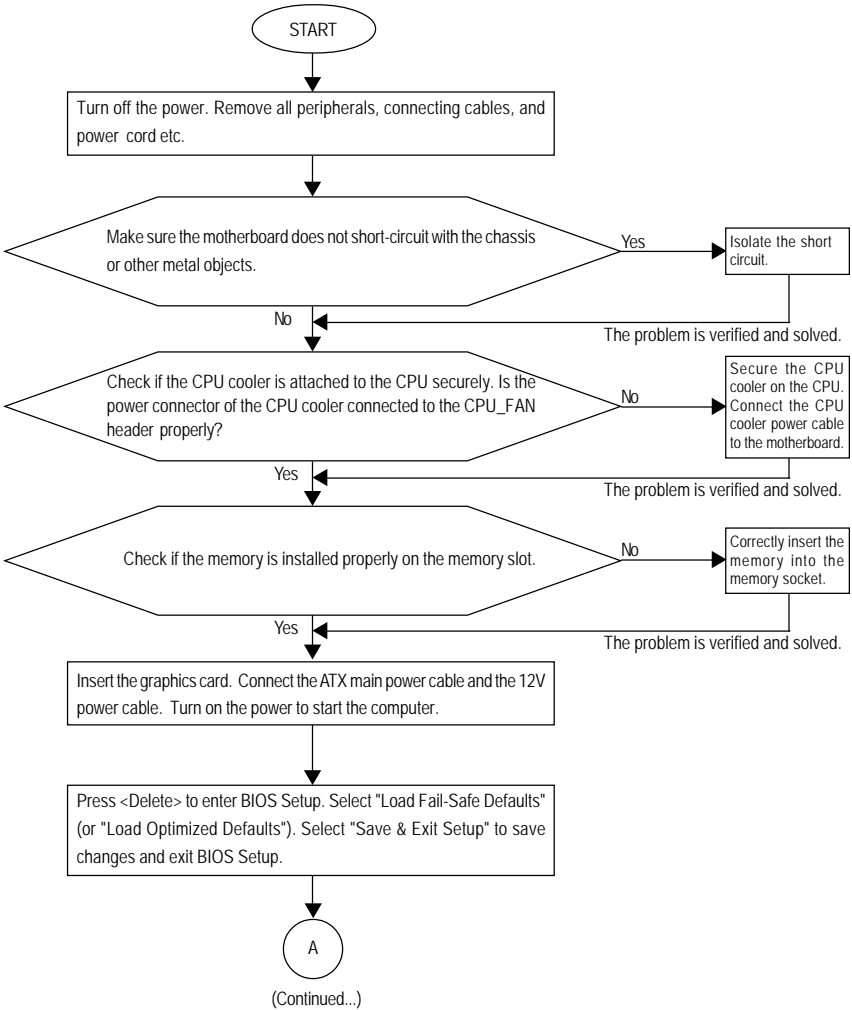 START
Turn off the power. Remove all peripherals, connecting cables, and
power cord etc.
Make sure the motherboard does not short-circuit with the chassis
or other metal objects.
Yes
Isolate the short
circuit.
No
The problem is verified and solved.
Check if the CPU cooler is attached to the CPU securely. Is the
power connector of the CPU cooler connected to the CPU_FAN
header properly?
No
Secure the CPU
cooler on the CPU.
Connect the CPU
cooler power cable
to the motherboard.
Yes
The problem is verified and solved.
Check if the memory is installed properly on the memory slot.
No
Correctly insert the
memory into the
memory socket.
Yes
The problem is verified and solved.
Insert the graphics card. Connect the ATX main power cable and the 12V
power cable. Turn on the power to start the computer.
Press <Delete> to enter BIOS Setup. Select "Load Fail-Safe Defaults"
(or "Load Optimized Defaults"). Select "Save & Exit Setup" to save
changes and exit BIOS Setup.
A
(Continued...)